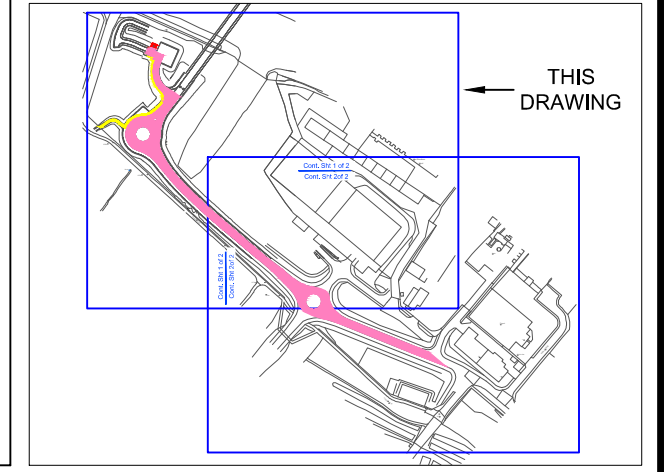 THIS
DRAWING
Cont. Sht 1 of 2
Cont. Sht 2of 2
Cont. Sht 1 of 2
Cont. Sht 2of 2